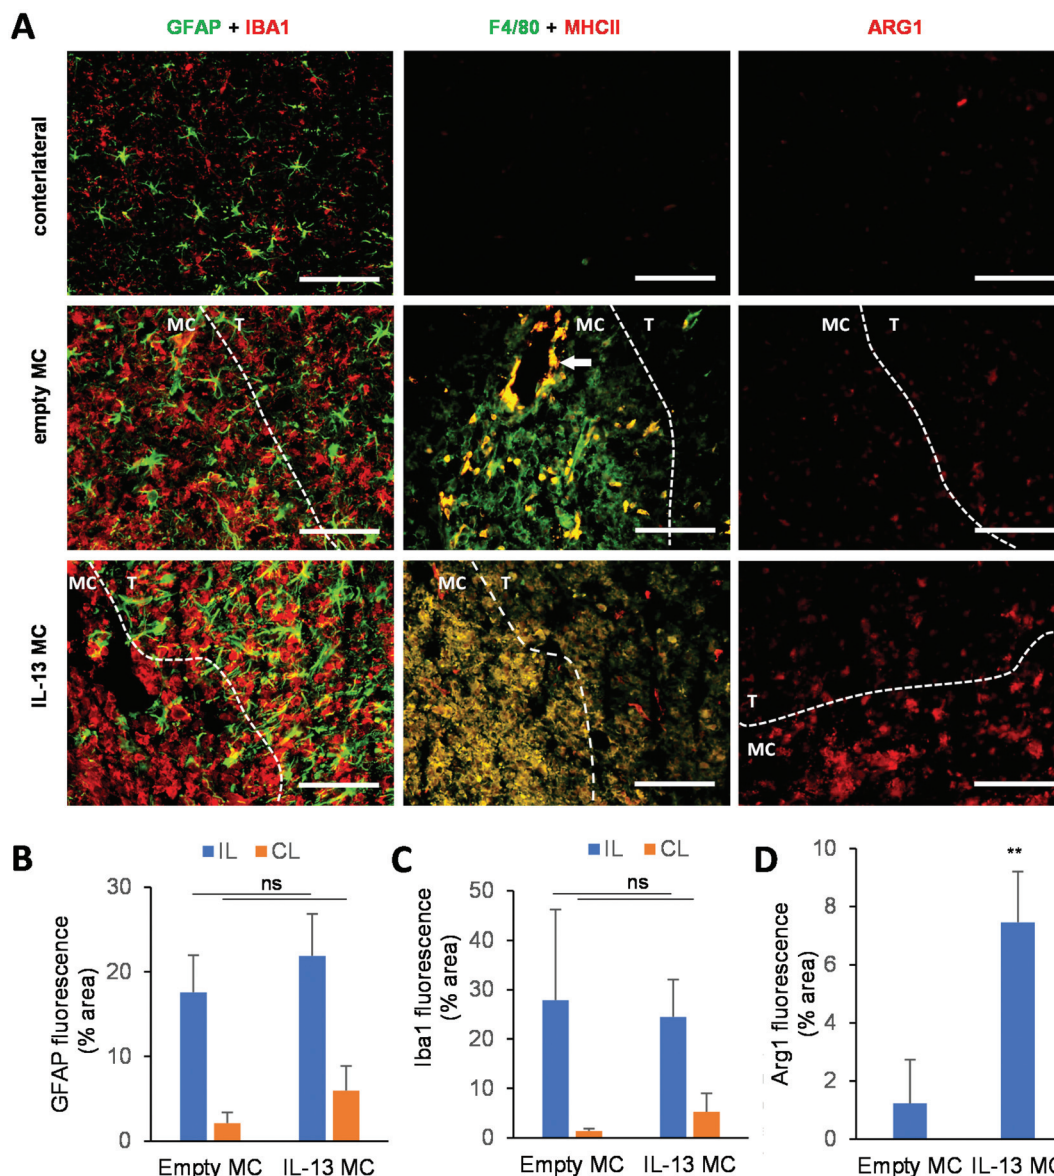 A
GFAP + IBA1
F4/80 + MHCII
ARG1
conterlateral
empty MC
MC
T
MC
T
MC
T
IL-13 MC
MC
T
MC
T
T
MC
B
IL CL
ns
GFAP fluorescence
(% area)
30
20
10
0
Empty MC IL-13 MC
C
IL CL
ns
Iba1 fluorescence
(% area)
50
40
30
20
10
0
Empty MC IL-13 MC
D
**
Arg1 fluorescence
(% area)
10
8
6
4
2
0
Empty MC IL-13 MC